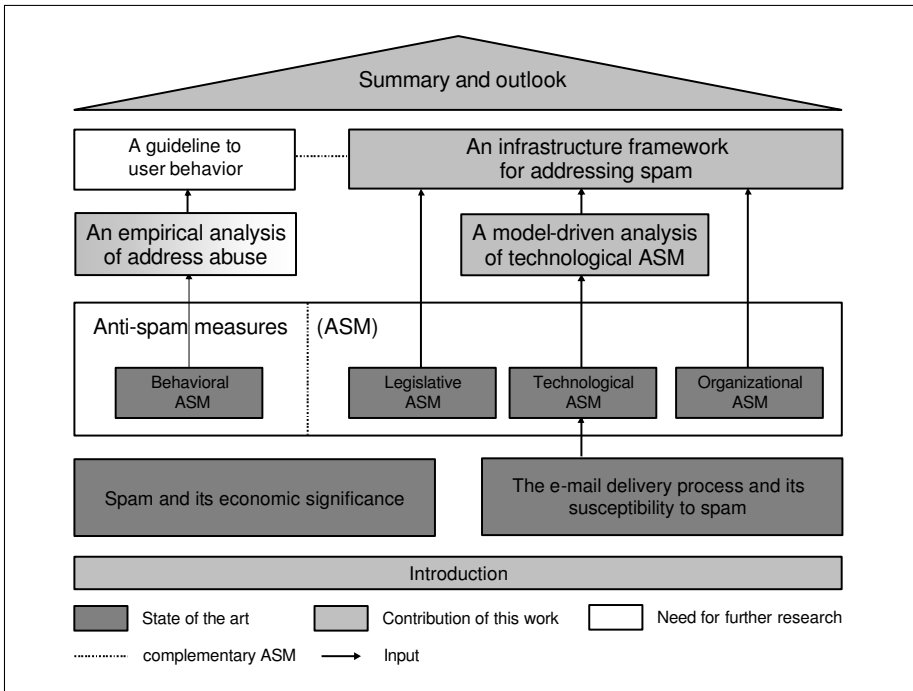 Summary and outlook
A guideline to
user behavior
An infrastructure framework
for addressing spam
An empirical analysis
of address abuse
A model-driven analysis
of technological ASM
Anti-spam measures (ASM)
Behavioral
ASM
Legislative
ASM
Technological
ASM
Organizational
ASM
Spam and its economic significance
The e-mail delivery process and its
susceptibility to spam
Introduction
State of the art
Contribution of this work
Need for further research
complementary ASM
Input